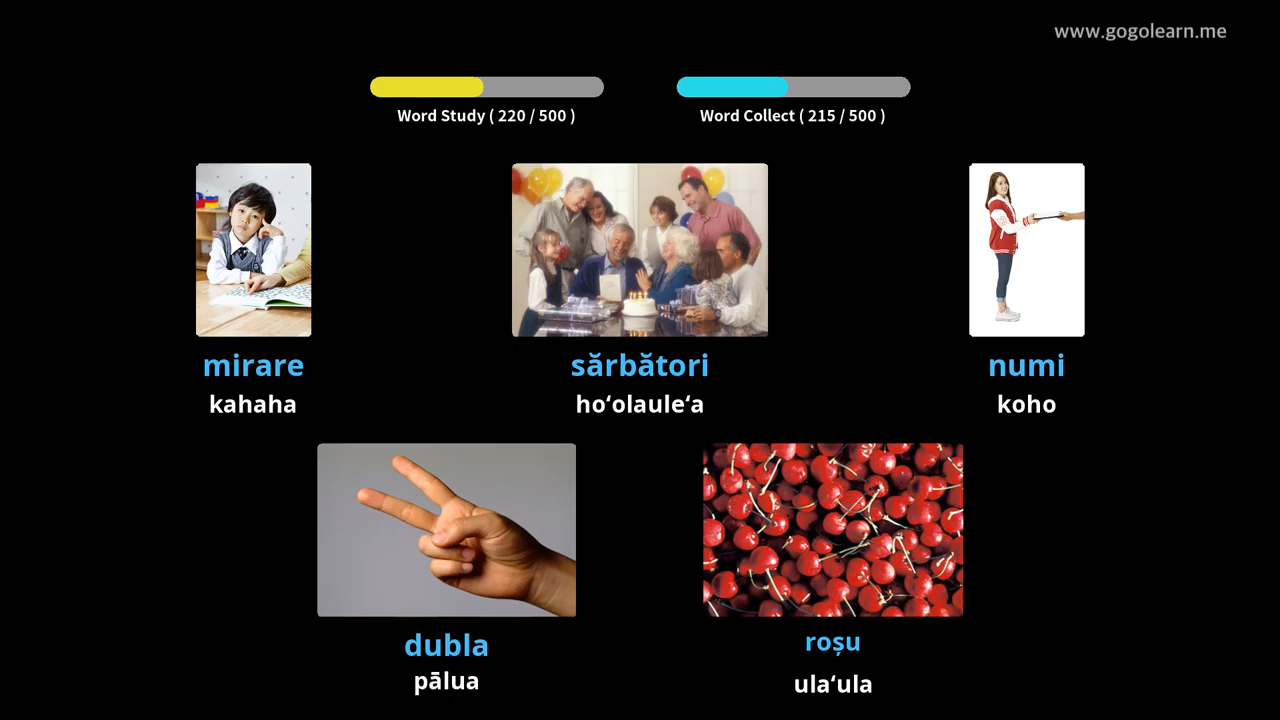 www.gogolearn.me
Word Study ( 220 / 500 )
Word Collect ( 215 / 500 )
mirare
kahaha
sărbători
hoʻolauleʻa
numi
koho
dubla
pālua
roșu
ulaʻula